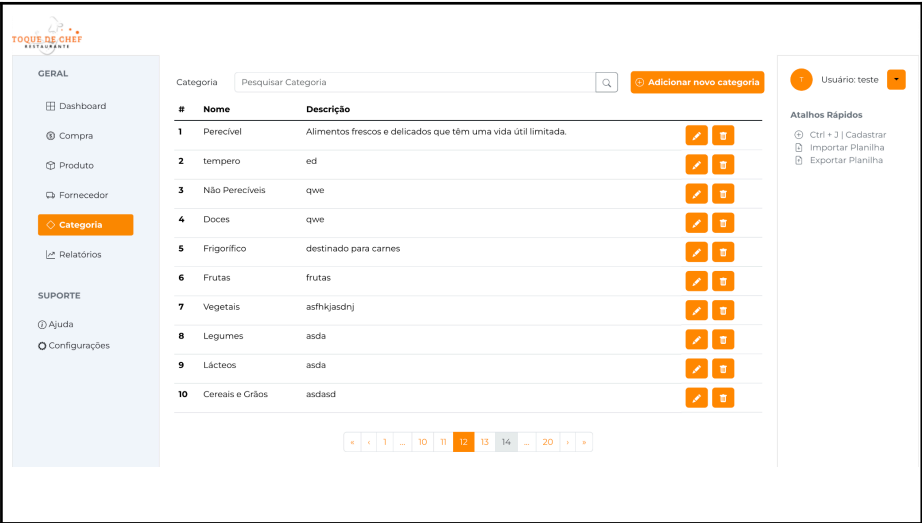 TOQUE DE CHEF
RESTAURANTE
GERAL
Dashboard
Compra
Produto
Fornecedor
Categoria
Relatórios
SUPORTE
Ajuda
Configurações
Categoria Pesquisar Categoria Adicionar novo categoria
# Nome Descrição
1 Perecível Alimentos frescos e delicados que têm uma vida útil limitada.
2 tempero ed
3 Não Perecíveis qwe
4 Doces qwe
5 Frigorífico destinado para carnes
6 Frutas frutas
7 Vegetais asfhkjasdnj
8 Legumes asda
9 Lácteos asda
10 Cereais e Grãos asdasd
« ‹ 1 ... 10 11 12 13 14 ... 20 › »
T Usuário: teste
Atalhos Rápidos
Ctrl + J | Cadastrar
Importar Planilha
Exportar Planilha